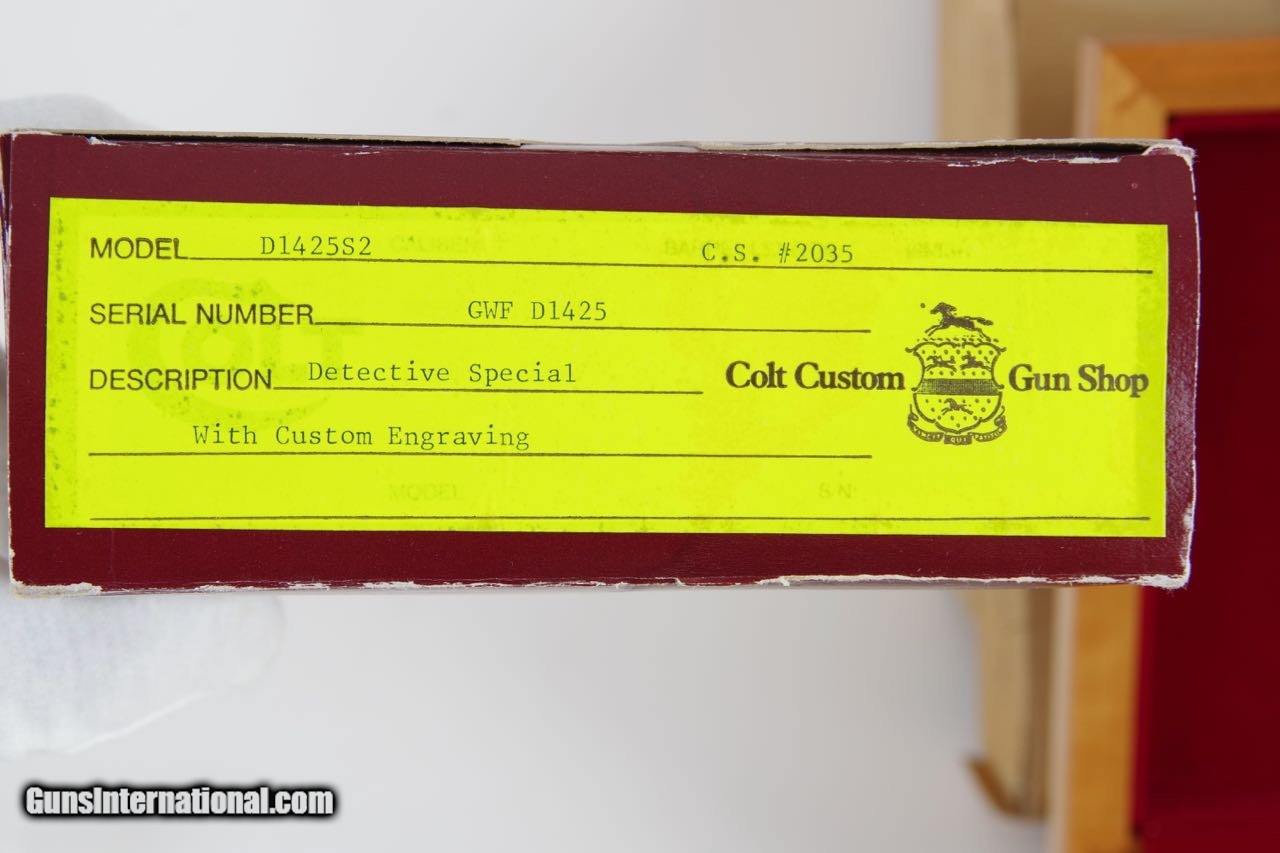 MODEL D1425S2 C.S. #2035
SERIAL NUMBER GWF D1425
DESCRIPTION Detective Special
Colt Custom Gun Shop
With Custom Engraving
MODEL S/N:
GunsInternational.com